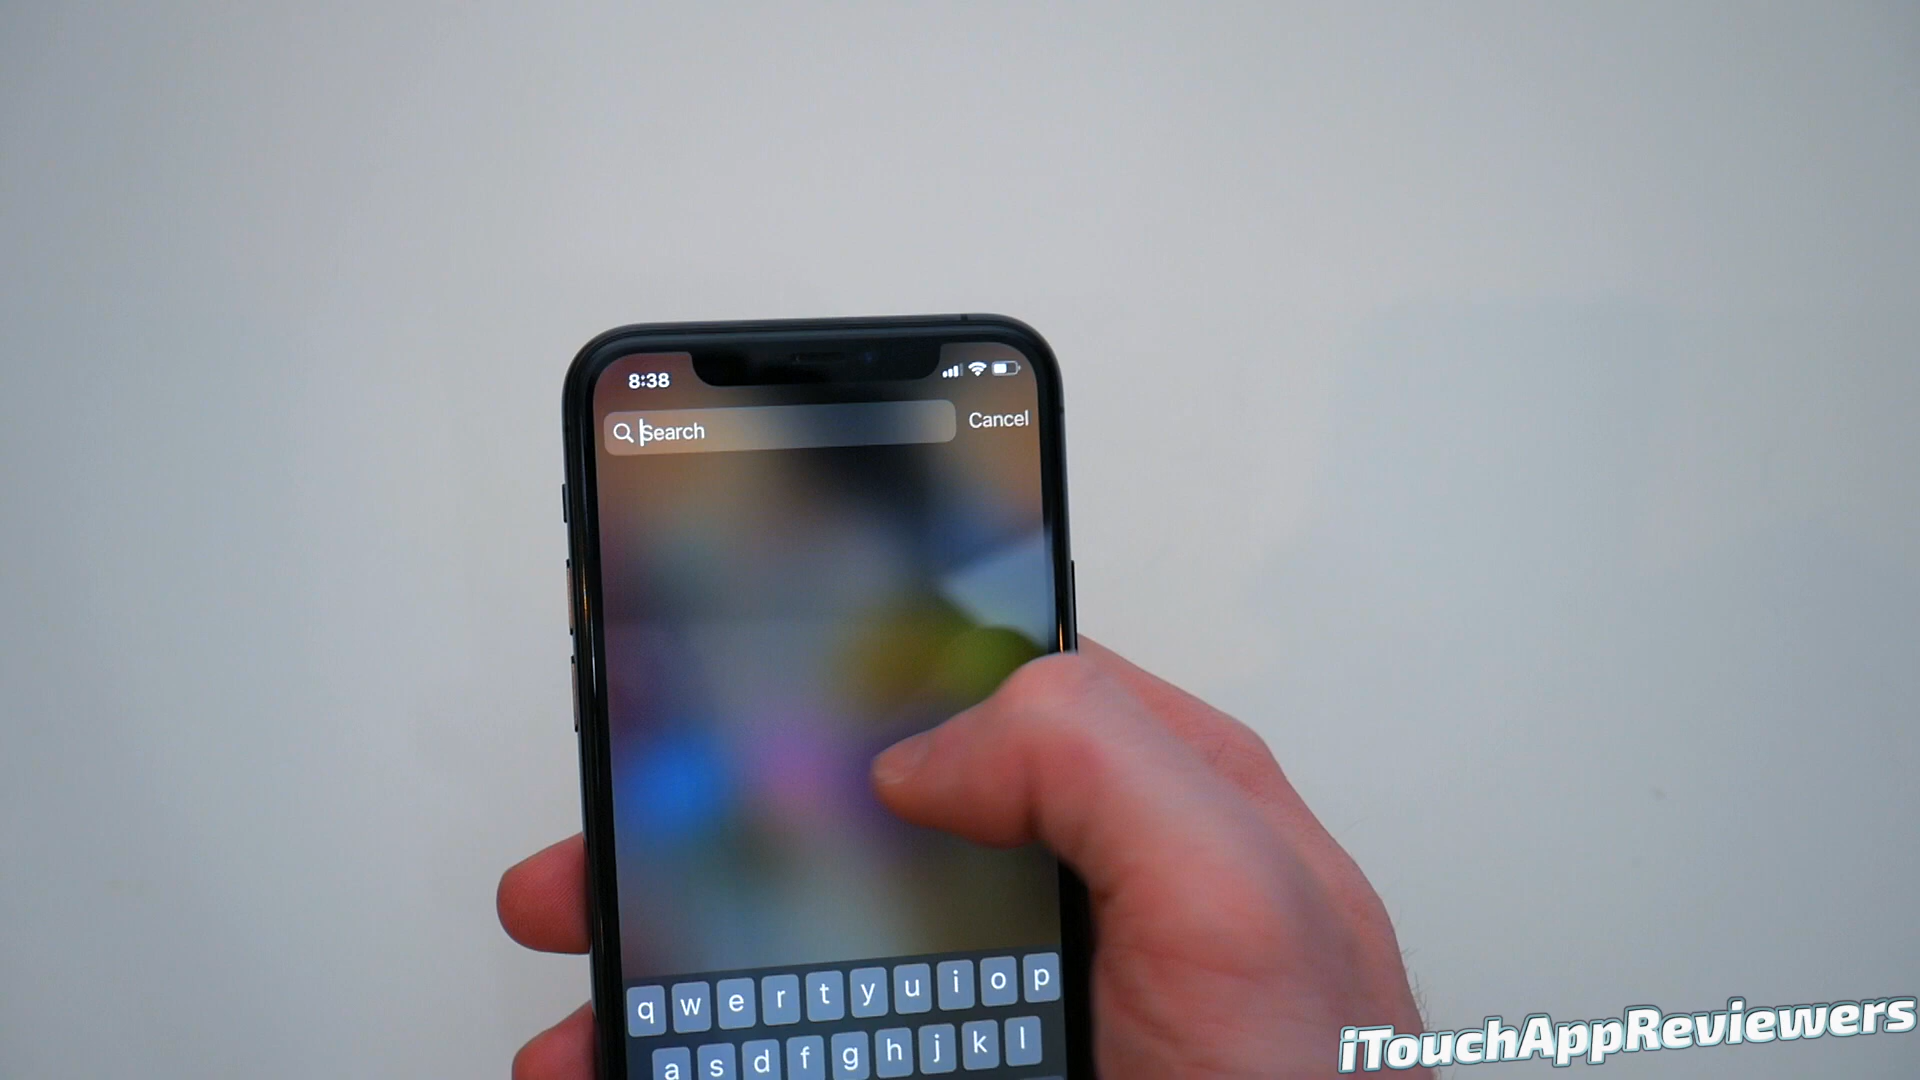 8:38
Search
Cancel
q w e r t y u i o p
a s d f g h j k l
iTouchAppReviewers